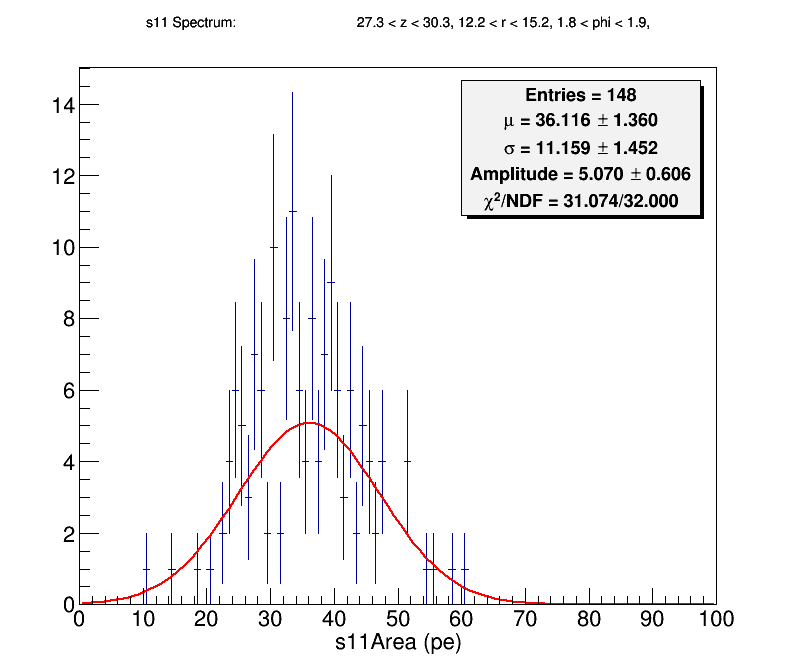 s11 Spectrum: 27.3 < z < 30.3, 12.2 < r < 15.2, 1.8 < phi < 1.9,
Entries = 148
μ = 36.116 ± 1.360
σ = 11.159 ± 1.452
Amplitude = 5.070 ± 0.606
χ²/NDF = 31.074/32.000
14
12
10
8
6
4
2
0
0 10 20 30 40 50 60 70 80 90 100
s11Area (pe)